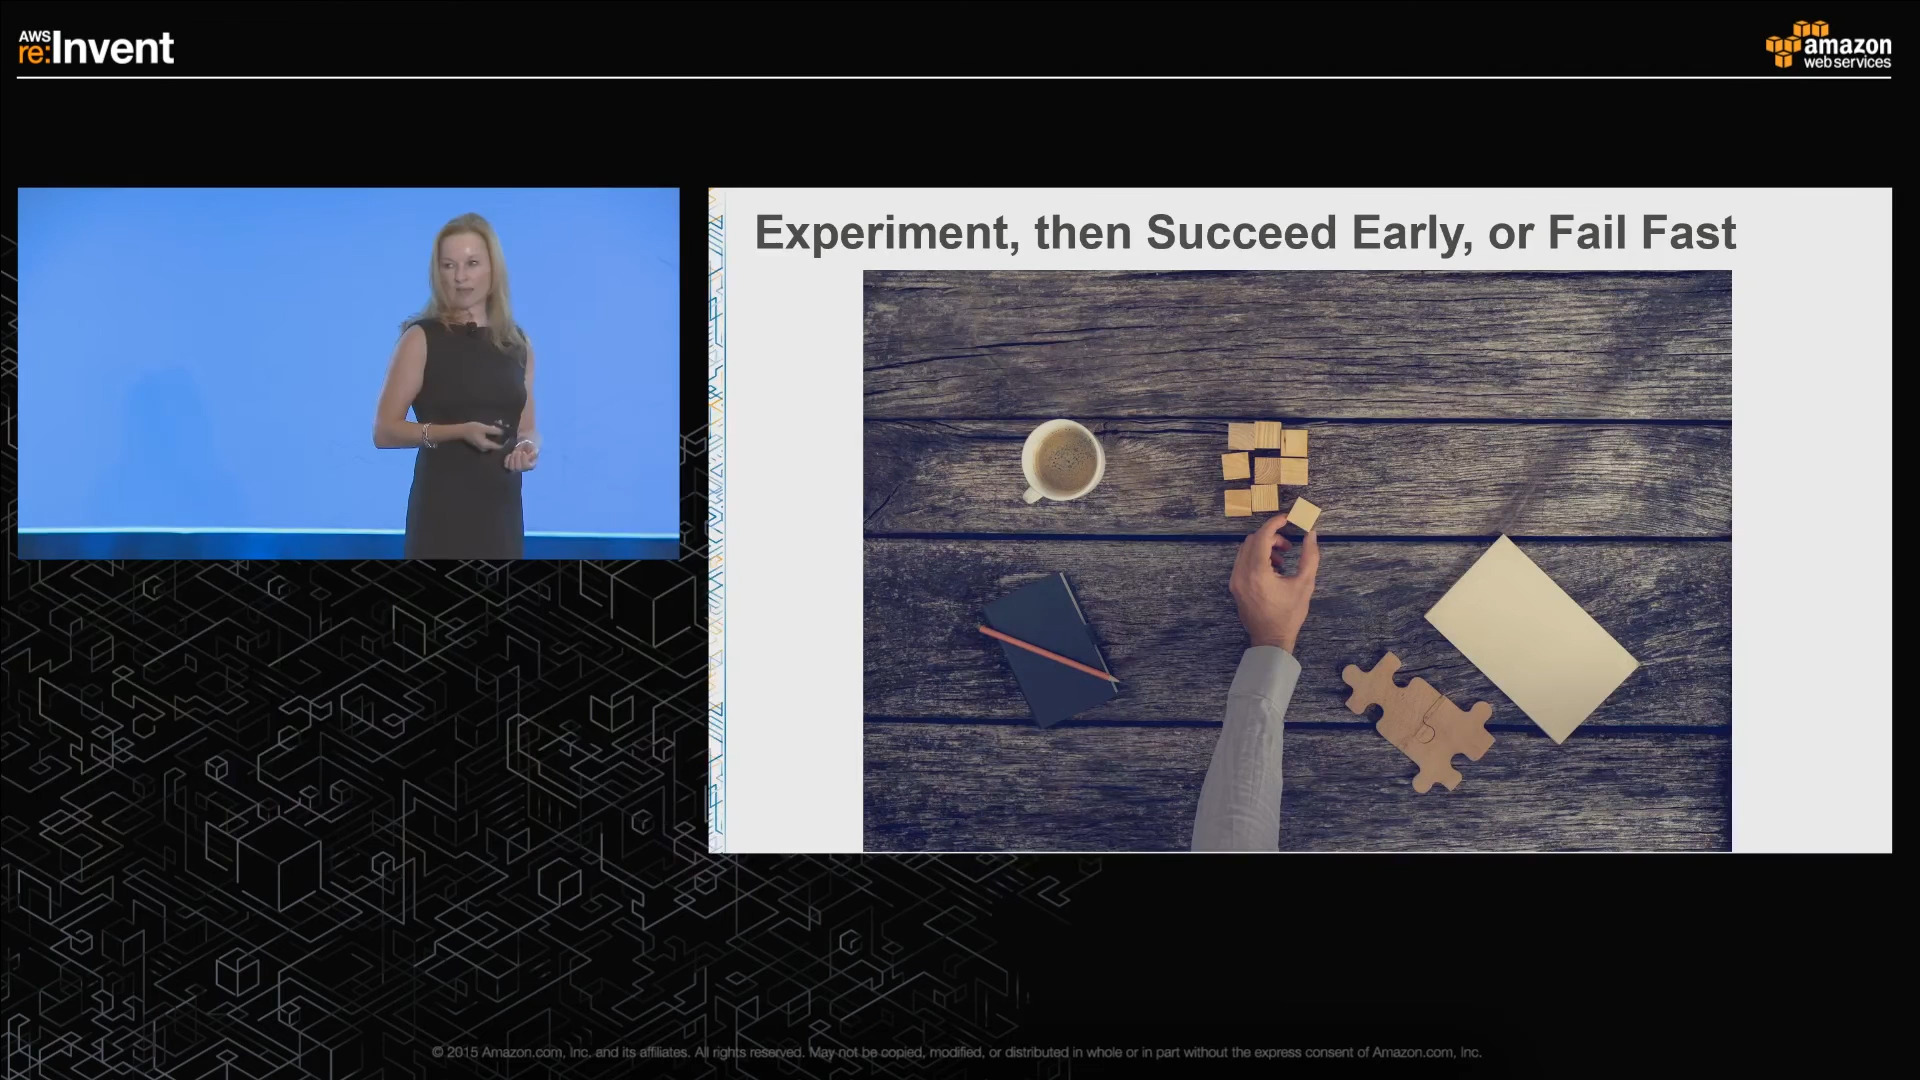 AWS
re:Invent
amazon
web services
Experiment, then Succeed Early, or Fail Fast
© 2015 Amazon.com, Inc. and its affiliates. All rights reserved. May not be copied, modified, or distributed in whole or in part without the express consent of Amazon.com, Inc.